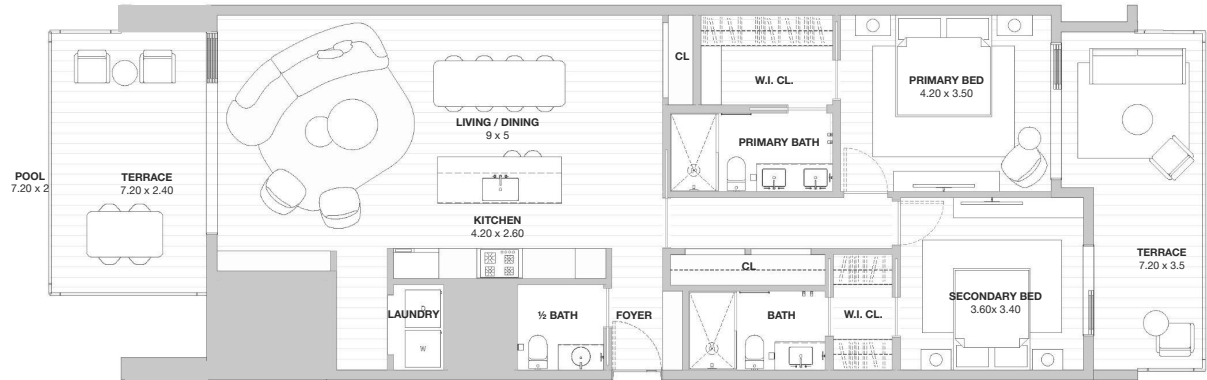 POOL
7.20 x 2
TERRACE
7.20 x 2.40
LIVING / DINING
9 x 5
KITCHEN
4.20 x 2.60
CL
W.I. CL.
PRIMARY BATH
PRIMARY BED
4.20 x 3.50
TERRACE
7.20 x 3.5
CL
SECONDARY BED
3.60x 3.40
LAUNDRY
D
W
½ BATH
FOYER
BATH
W.I. CL.